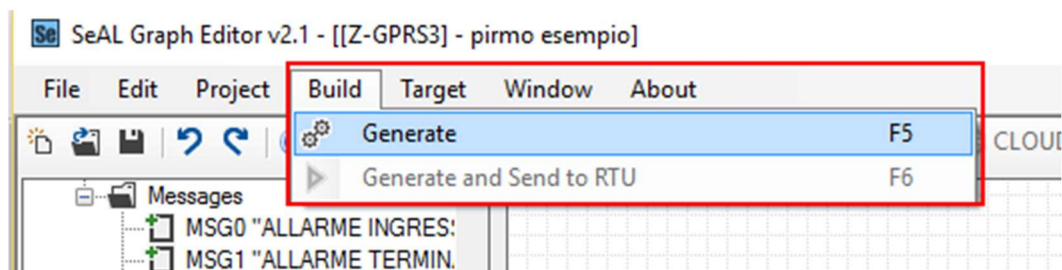 Se SeAL Graph Editor v2.1 - [[Z-GPRS3] - pirmo esempio]
File Edit Project Build Target Window About
Generate F5 CLOUD
Generate and Send to RTU F6
Messages
MSG0 "ALLARME INGRES
MSG1 "ALLARME TERMIN.